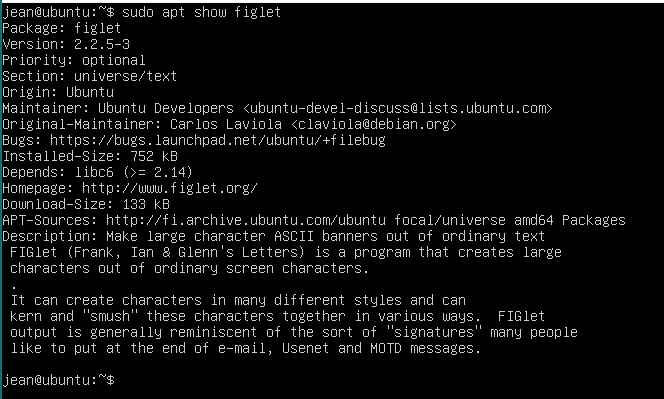 jean@ubuntu:~$ sudo apt show figlet
Package: figlet
Version: 2.2.5-3
Priority: optional
Section: universe/text
Origin: Ubuntu
Maintainer: Ubuntu Developers <ubuntu-devel-discuss@lists.ubuntu.com>
Original-Maintainer: Carlos Laviola <claviola@debian.org>
Bugs: https://bugs.launchpad.net/ubuntu/+filebug
Installed-Size: 752 kB
Depends: libc6 (>= 2.14)
Homepage: http://www.figlet.org/
Download-Size: 133 kB
APT-Sources: http://fi.archive.ubuntu.com/ubuntu focal/universe amd64 Packages
Description: Make large character ASCII banners out of ordinary text
 FIGlet (Frank, Ian & Glenn's Letters) is a program that creates large
 characters out of ordinary screen characters.
 .
 It can create characters in many different styles and can
 kern and "smush" these characters together in various ways.  FIGlet
 output is generally reminiscent of the sort of "signatures" many people
 like to put at the end of e-mail, Usenet and MOTD messages.

jean@ubuntu:~$